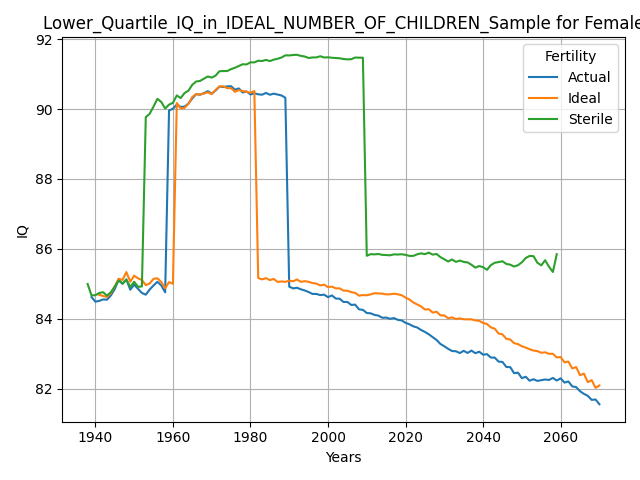 Lower_Quartile_IQ_in_IDEAL_NUMBER_OF_CHILDREN_Sample for Female
Fertility
Actual
Ideal
Sterile
92
90
88
86
84
82
IQ
1940
1960
1980
2000
2020
2040
2060
Years